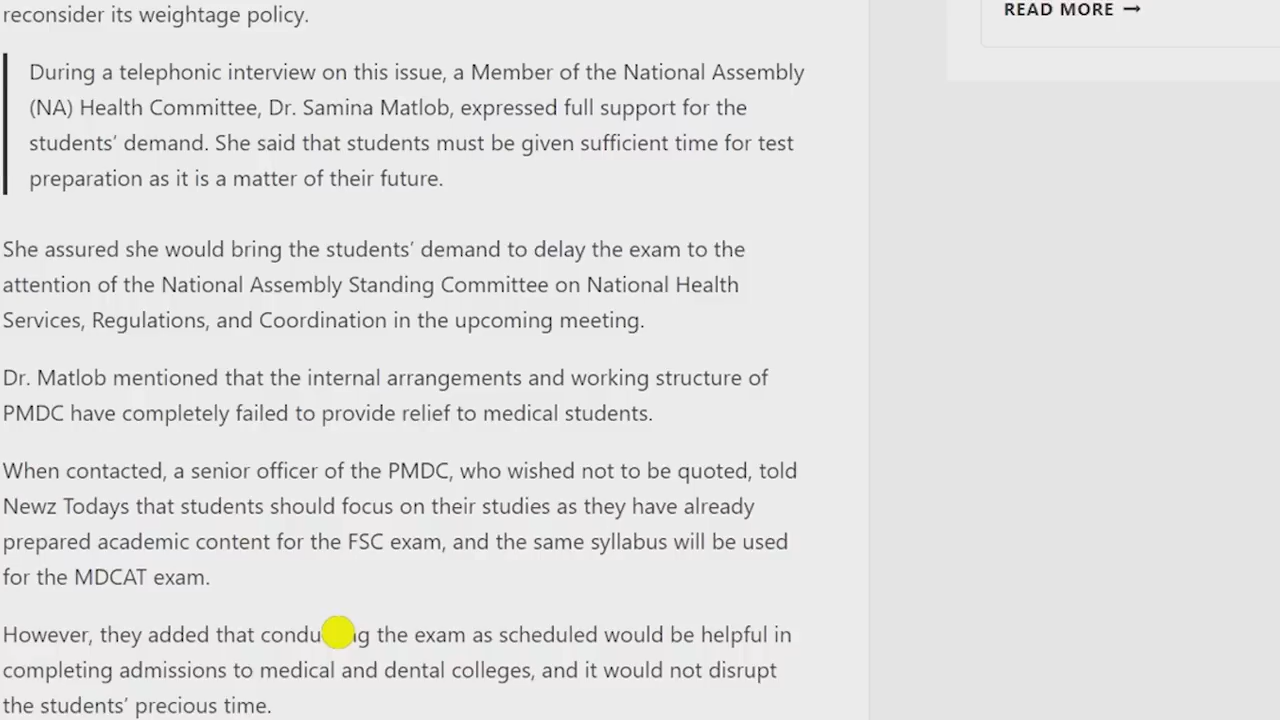 reconsider its weightage policy.
READ MORE →
During a telephonic interview on this issue, a Member of the National Assembly
(NA) Health Committee, Dr. Samina Matlob, expressed full support for the
students’ demand. She said that students must be given sufficient time for test
preparation as it is a matter of their future.
She assured she would bring the students’ demand to delay the exam to the
attention of the National Assembly Standing Committee on National Health
Services, Regulations, and Coordination in the upcoming meeting.
Dr. Matlob mentioned that the internal arrangements and working structure of
PMDC have completely failed to provide relief to medical students.
When contacted, a senior officer of the PMDC, who wished not to be quoted, told
Newz Todays that students should focus on their studies as they have already
prepared academic content for the FSC exam, and the same syllabus will be used
for the MDCAT exam.
However, they added that the exam as scheduled would be helpful in
completing admissions to medical and dental colleges, and it would not disrupt
the students’ precious time.